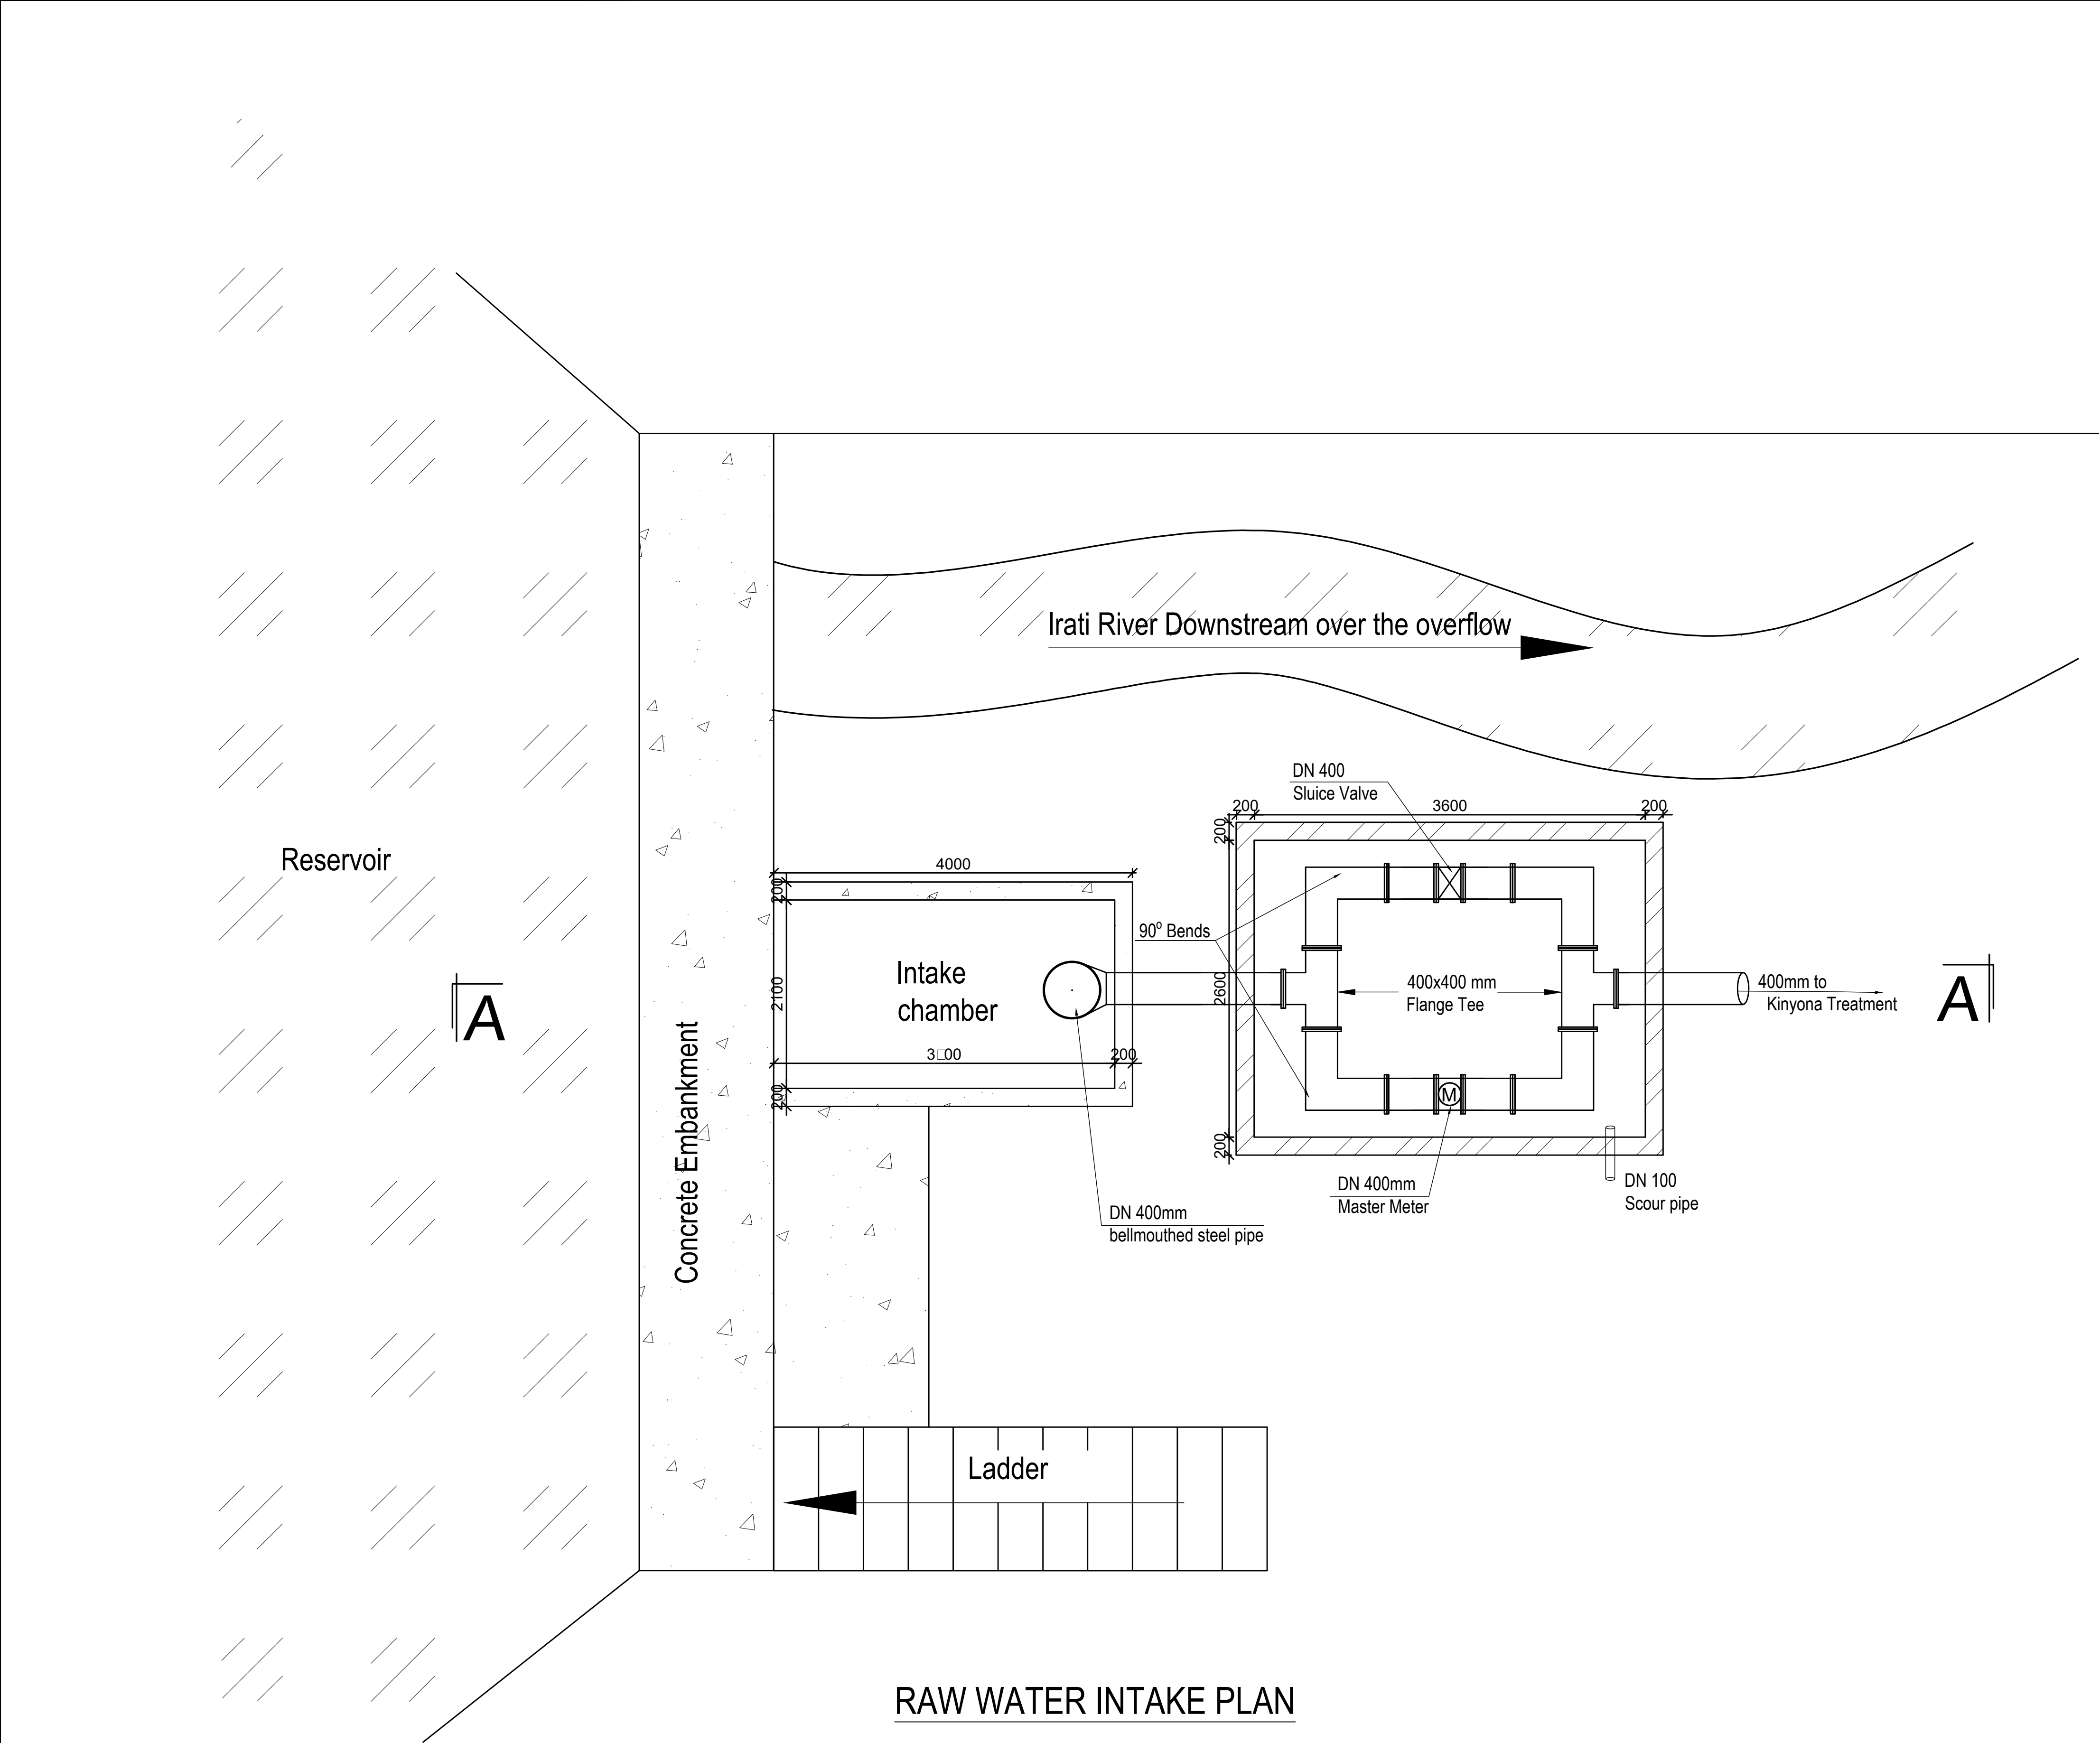 Irati River Downstream over the overflow
DN 400
Sluice Valve
200
3600
200
200
Reservoir
4000
200
90° Bends
Intake
chamber
2100
2600
400x400 mm
Flange Tee
400mm to
Kinyona Treatment
A
A
3□00
200
200
M
200
Concrete Embankment
DN 400mm
Master Meter
DN 100
Scour pipe
DN 400mm
bellmouthed steel pipe
Ladder
RAW WATER INTAKE PLAN